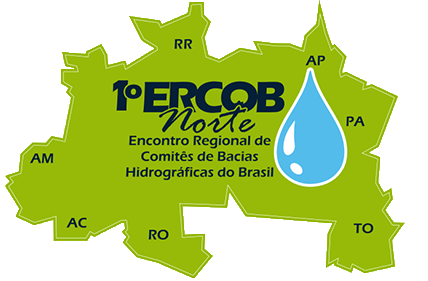 RR
AP
1º ERCOB
Norte
PA
Encontro Regional de
Comitês de Bacias
Hidrográficas do Brasil
AM
AC
RO
TO